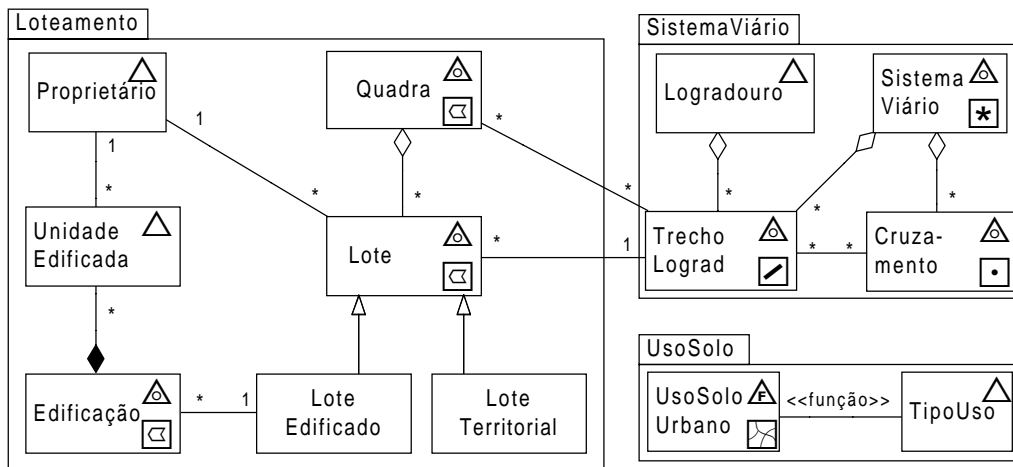 Loteamento
Proprietário
1
1
*
Unidade
Edificada
*
Edificação
*
1
Quadra
*
*
*
*
Lote
*
1
Lote
Edificado
Lote
Territorial
SistemaViário
Logradouro
*
Sistema
Viário
*
*
Trecho
Lograd
*
*
Cruza-
mento
UsoSolo
UsoSolo
Urbano
F
<<função>>
TipoUso